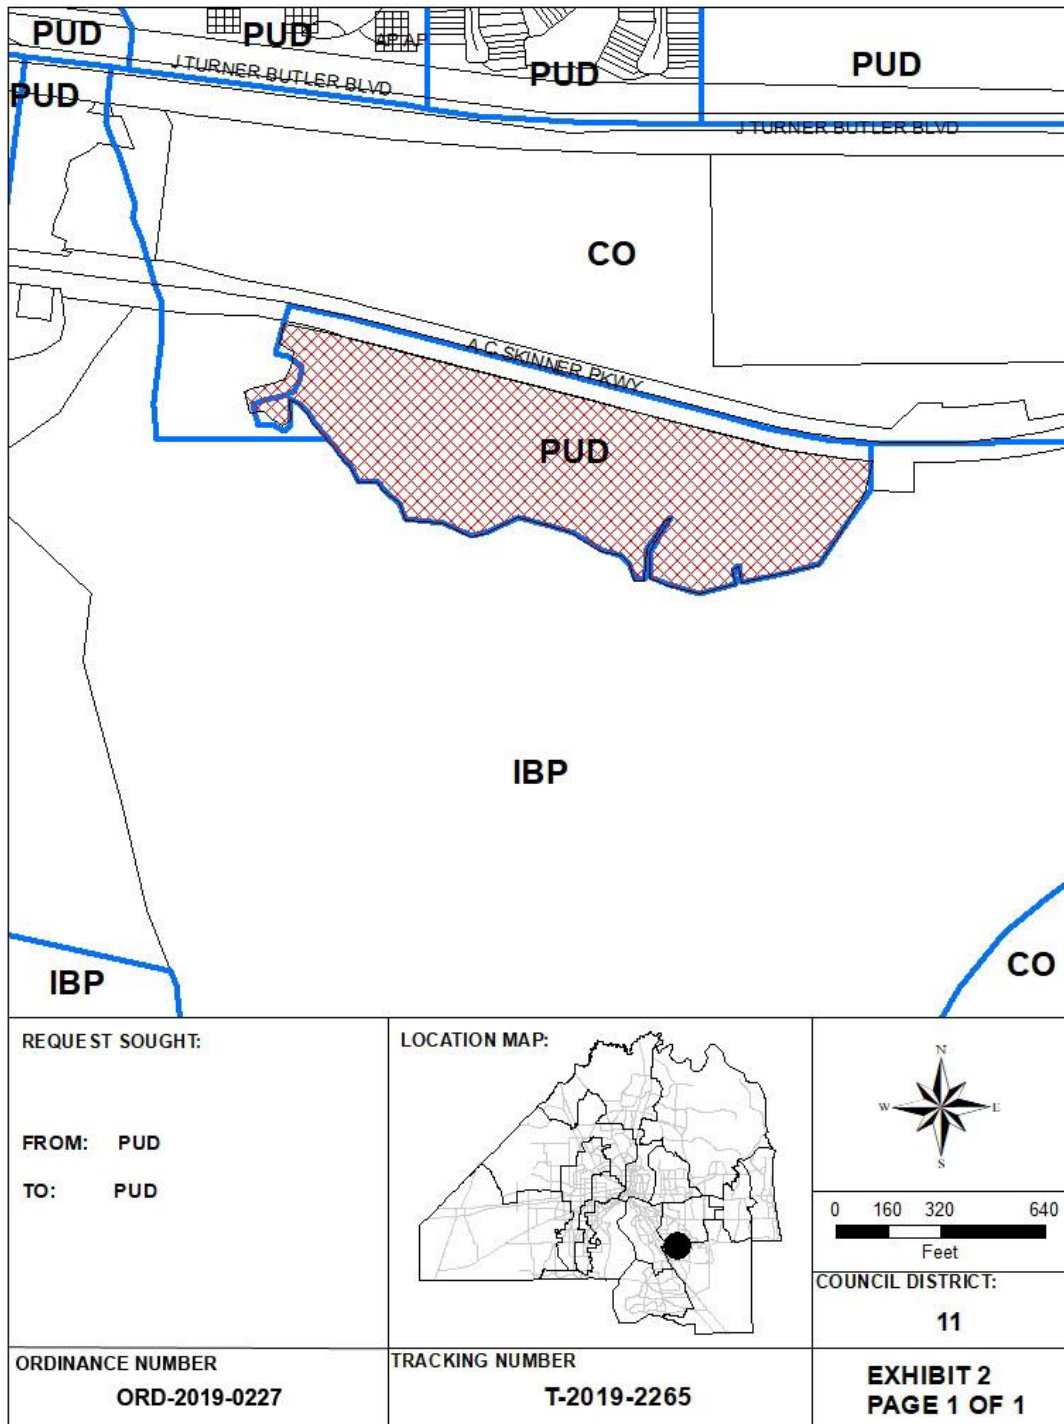 PUD
PUD
AP AP
PUD
PUD
J TURNER BUTLER BLVD
PUD
J TURNER BUTLER BLVD
CO
A C SKINNER PKWY
PUD
IBP
CO
IBP
REQUEST SOUGHT:
FROM: PUD
TO: PUD
LOCATION MAP:
N
W E
S
0 160 320 640
Feet
COUNCIL DISTRICT:
11
ORDINANCE NUMBER
ORD-2019-0227
TRACKING NUMBER
T-2019-2265
EXHIBIT 2
PAGE 1 OF 1